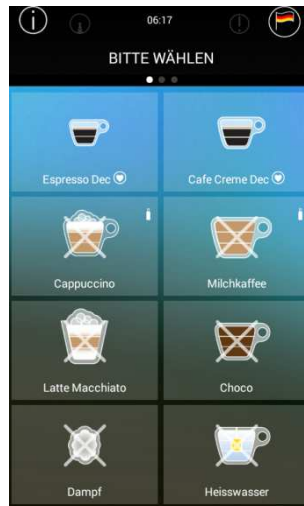 06:17
BITTE WÄHLEN
Espresso Dec
Cafe Creme Dec
Cappuccino
Milchkaffee
Latte Macchiato
Choco
Dampf
Heisswasser